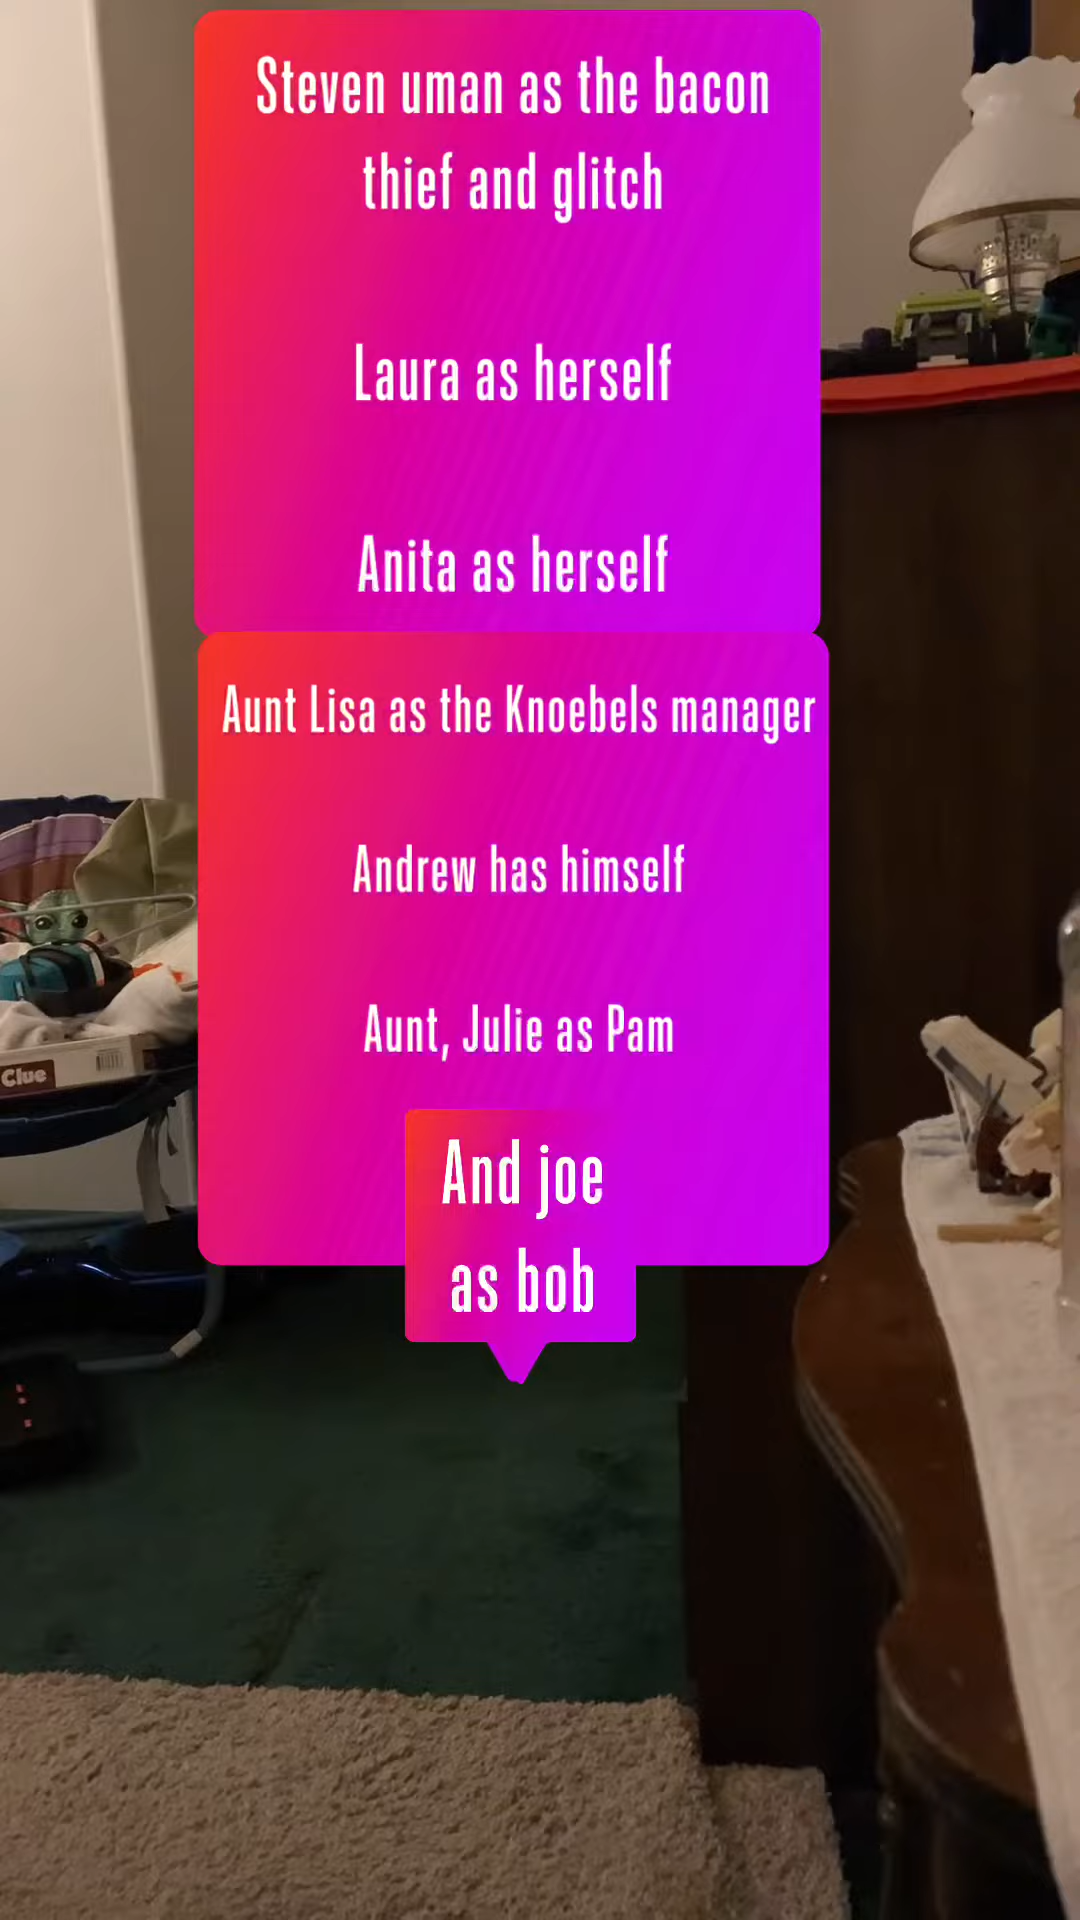 Steven uman as the bacon
thief and glitch
Laura as herself
Anita as herself
Aunt Lisa as the Knoebels manager
Andrew has himself
Aunt, Julie as Pam
And joe
as bob
Clue